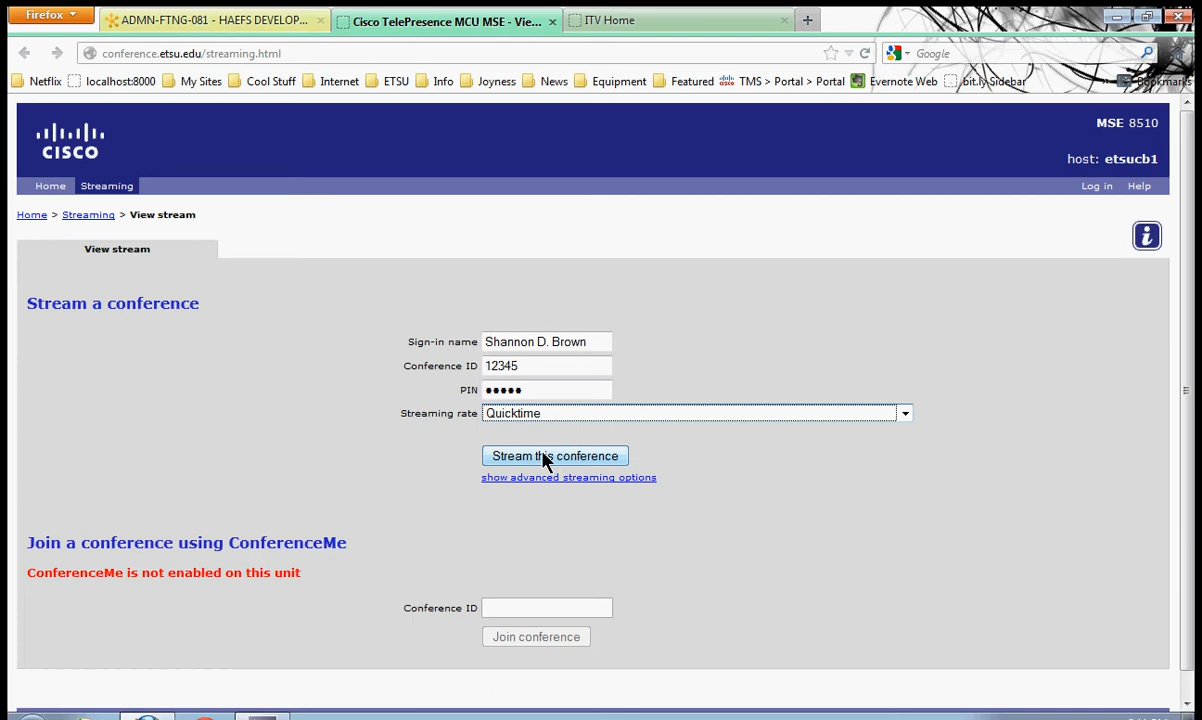 Firefox
ADMN-FTNG-081 - HAEFS DEVELOP...
Cisco TelePresence MCU MSE - Vie...
ITV Home
conference.etsu.edu/streaming.html
Google
Netflix
localhost:8000
My Sites
Cool Stuff
Internet
ETSU
Info
Joyness
News
Equipment
Featured
TMS > Portal > Portal
Evernote Web
bit.ly Sidebar
Bookmarks
CISCO
MSE 8510
host: etsucb1
Home
Streaming
Log in
Help
Home > Streaming > View stream
View stream
Stream a conference
Sign-in name Shannon D. Brown
Conference ID 12345
PIN •••••
Streaming rate Quicktime
Stream this conference
show advanced streaming options
Join a conference using ConferenceMe
ConferenceMe is not enabled on this unit
Conference ID
Join conference